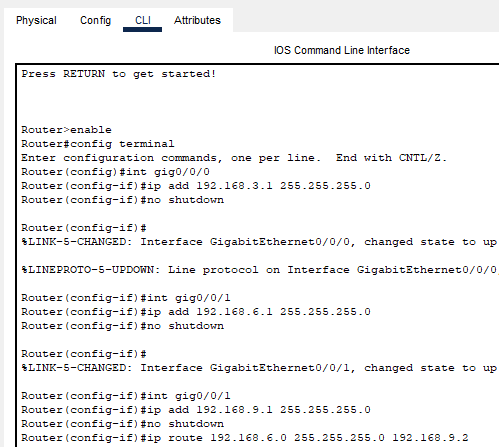 Physical Config CLI Attributes
IOS Command Line Interface
Press RETURN to get started!
Router>enable
Router#config terminal
Enter configuration commands, one per line.  End with CNTL/Z.
Router(config)#int gig0/0/0
Router(config-if)#ip add 192.168.3.1 255.255.255.0
Router(config-if)#no shutdown
Router(config-if)#
%LINK-5-CHANGED: Interface GigabitEthernet0/0/0, changed state to up
%LINEPROTO-5-UPDOWN: Line protocol on Interface GigabitEthernet0/0/0,
Router(config-if)#int gig0/0/1
Router(config-if)#ip add 192.168.6.1 255.255.255.0
Router(config-if)#no shutdown
Router(config-if)#
%LINK-5-CHANGED: Interface GigabitEthernet0/0/1, changed state to up
Router(config-if)#int gig0/0/1
Router(config-if)#ip add 192.168.9.1 255.255.255.0
Router(config-if)#no shutdown
Router(config-if)#ip route 192.168.6.0 255.255.255.0 192.168.9.2